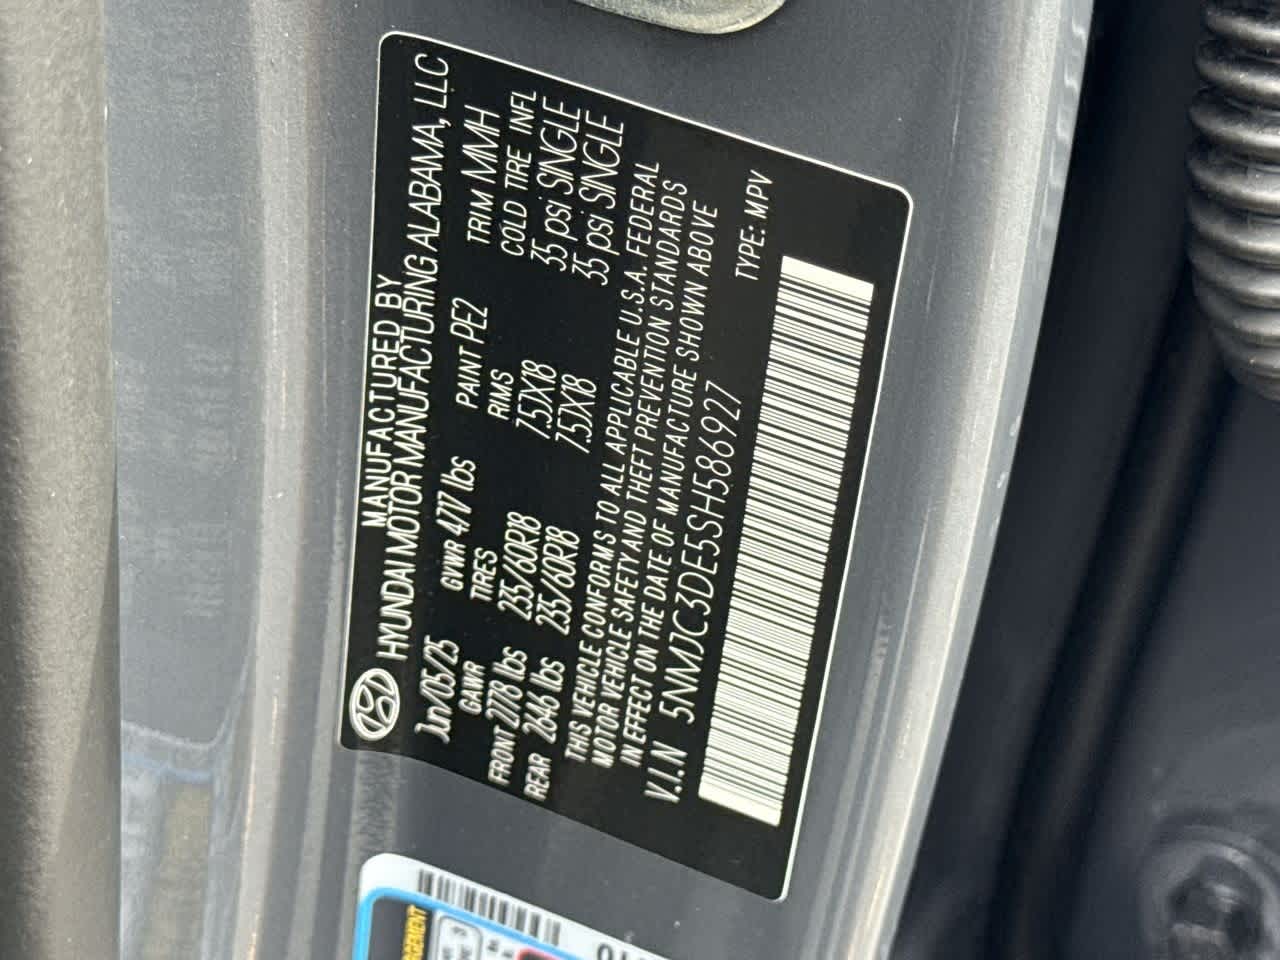 MANUFACTURED BY
HYUNDAI MOTOR MANUFACTURING ALABAMA, LLC
Jun/05/25 GVWR 4717 lbs PAINT PE2 TRIM MMH
GAWR TIRES RIMS COLD TIRE INFL
FRONT 2778 lbs 235/60R18 7.5JX18 35 psi SINGLE
REAR 2646 lbs 235/60R18 7.5JX18 35 psi SINGLE
THIS VEHICLE CONFORMS TO ALL APPLICABLE U.S.A. FEDERAL
MOTOR VEHICLE SAFETY AND THEFT PREVENTION STANDARDS
IN EFFECT ON THE DATE OF MANUFACTURE SHOWN ABOVE
V.I.N 5NMJC3DE5SH586927 TYPE: MPV